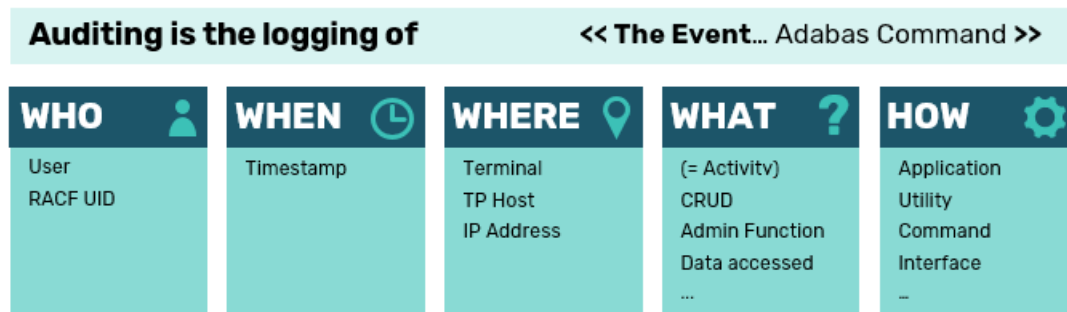 Auditing is the logging of << The Event... Adabas Command >>
WHO
User
RACF UID
WHEN
Timestamp
WHERE
Terminal
TP Host
IP Address
WHAT ?
(= Activity)
CRUD
Admin Function
Data accessed
...
HOW
Application
Utility
Command
Interface
...